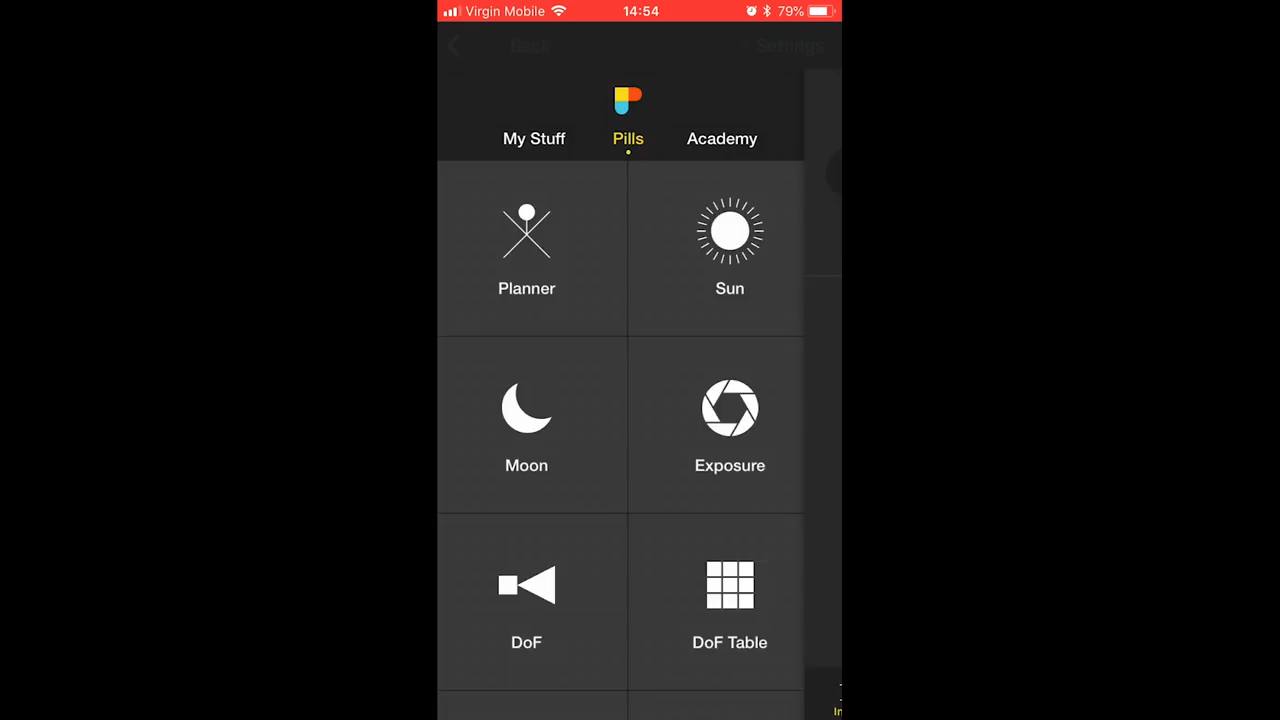 Virgin Mobile 14:54 79%
Back Settings
My Stuff Pills Academy
Planner Sun
Moon Exposure
DoF DoF Table